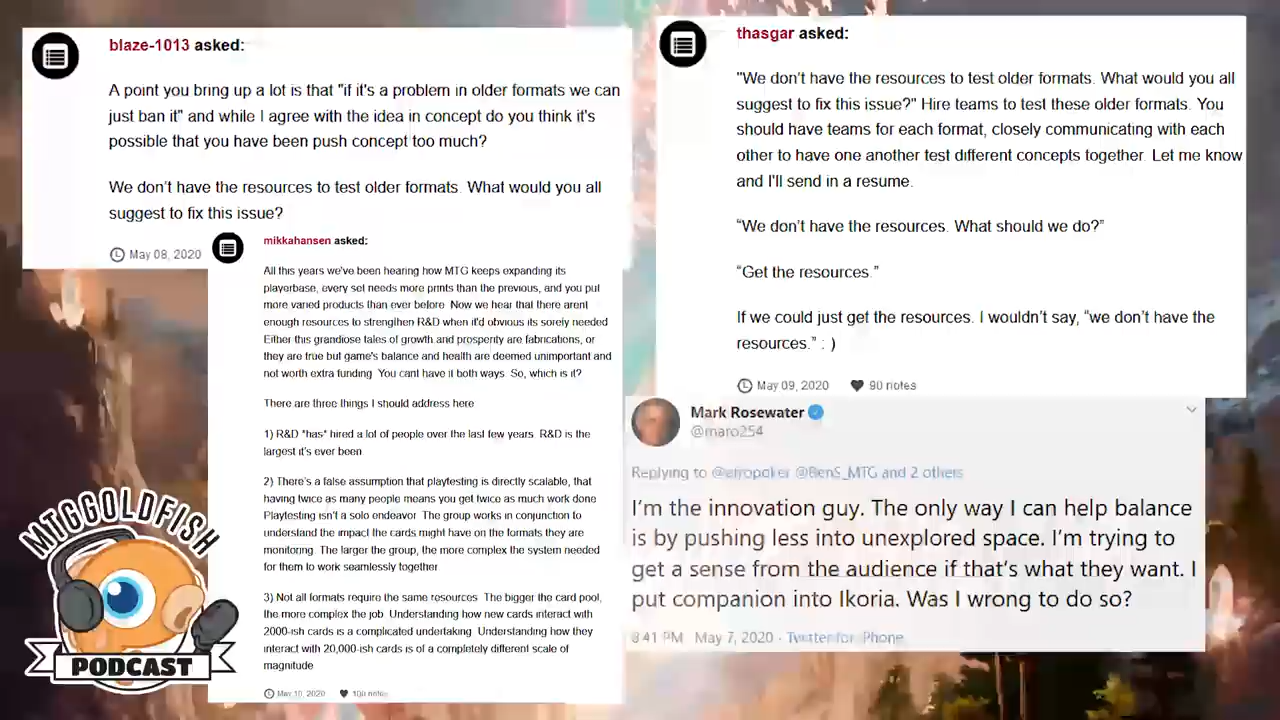 blaze-1013 asked:
A point you bring up a lot is that "if it's a problem in older formats we can
just ban it" and while I agree with the idea in concept do you think it's
possible that you have been push concept too much?
We don't have the resources to test older formats. What would you all
suggest to fix this issue?
May 08, 2020
mikkahansen asked:
All this years we've been hearing how MTG keeps expanding its
playerbase, every set needs more prints than the previous, and you put
more varied products than ever before. Now we hear that there arent
enough resources to strenghlen R&D when it'd obvious its sorely needed
Either this grandiose tales of growth and prosperity are fabrications, or
they are true but game's balance and health are deemed unimportant and
not worth extra funding. You cant have it both ways. So, which is it?
There are three things I should address here
1) R&D *has* hired a lot of people over the last few years. R&D is the
largest it's ever been
2) There's a false assumption that playtesting is directly scalable, that
having twice as many people means you get twice as much work done
Playtesting isn't a solo endeavor. The group works in conjunction to
understand the impact the cards might have on the formats they are
monitoring. The larger the group, the more complex the system needed
for them to work seamlessly together
3) Not all formats require the same resources. The bigger the card pool,
the more complex the job. Understanding how new cards interact with
2000-ish cards is a complicated undertaking. Understanding how they
interact with 20,000-ish cards is of a completely different scale of
magnitude
May 10, 2020 100 notes
thasgar asked:
"We don't have the resources to test older formats. What would you all
suggest to fix this issue?" Hire teams to test these older formats. You
should have teams for each format, closely communicating with each
other to have one another test different concepts together. Let me know
and I'll send in a resume.
“We don’t have the resources. What should we do?”
“Get the resources.”
If we could just get the resources. I wouldn’t say, “we don’t have the
resources.” : )
May 09, 2020 90 notes
Mark Rosewater
@maro254
Replying to @efropoker @BenS_MTG and 2 others
I’m the innovation guy. The only way I can help balance
is by pushing less into unexplored space. I’m trying to
get a sense from the audience if that’s what they want. I
put companion into Ikoria. Was I wrong to do so?
8:41 PM May 7, 2020 · Twitter for iPhone
MTGGOLDFISH
PODCAST